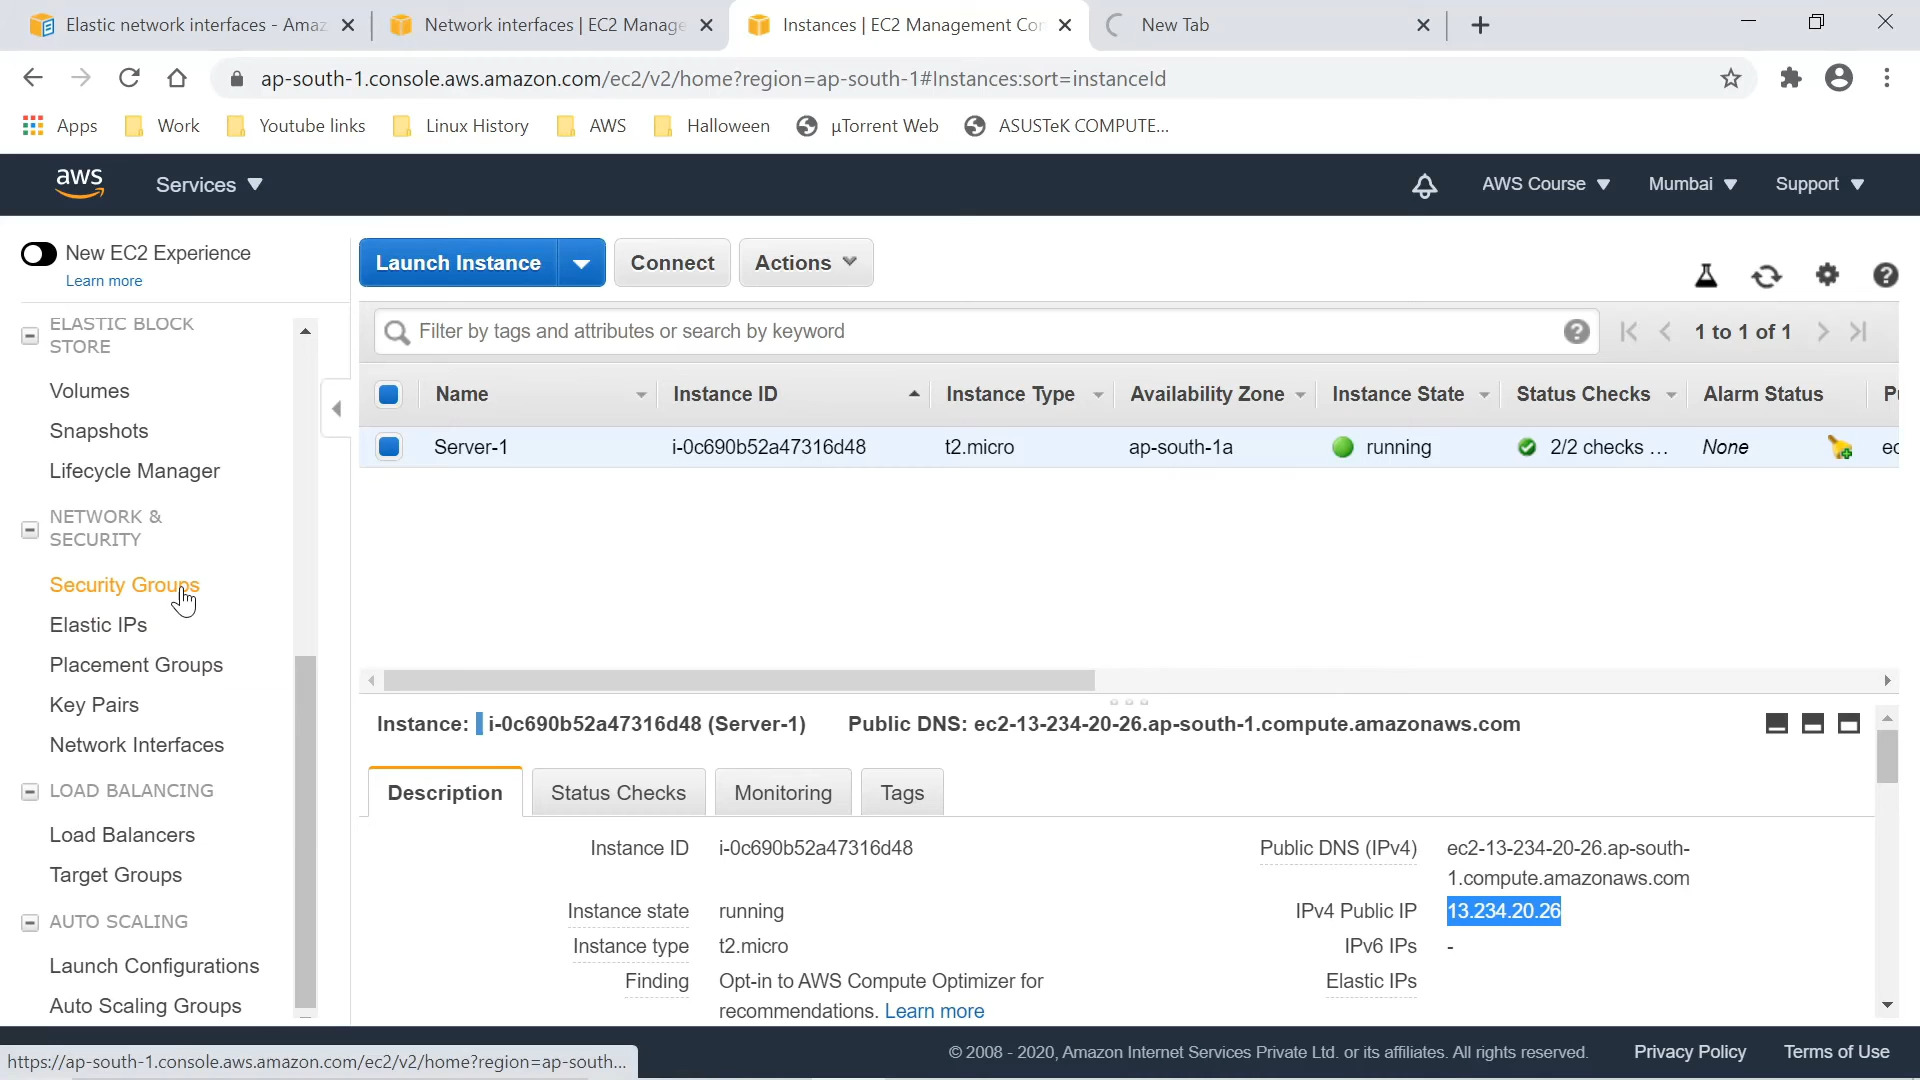 Elastic network interfaces - Amaz
Network interfaces | EC2 Manage
Instances | EC2 Management Co
New Tab
ap-south-1.console.aws.amazon.com/ec2/v2/home?region=ap-south-1#Instances:sort=instanceId
Apps
Work
Youtube links
Linux History
AWS
Halloween
µTorrent Web
ASUSTeK COMPUTE...
aws
Services
AWS Course
Mumbai
Support
New EC2 Experience
Learn more
ELASTIC BLOCK
STORE
Volumes
Snapshots
Lifecycle Manager
NETWORK &
SECURITY
Security Groups
Elastic IPs
Placement Groups
Key Pairs
Network Interfaces
LOAD BALANCING
Load Balancers
Target Groups
AUTO SCALING
Launch Configurations
Auto Scaling Groups
Launch Instance
Connect
Actions
Filter by tags and attributes or search by keyword
1 to 1 of 1
Name Instance ID Instance Type Availability Zone Instance State Status Checks Alarm Status
Server-1 i-0c690b52a47316d48 t2.micro ap-south-1a running 2/2 checks ... None ec
Instance: i-0c690b52a47316d48 (Server-1) Public DNS: ec2-13-234-20-26.ap-south-1.compute.amazonaws.com
Description
Status Checks
Monitoring
Tags
Instance ID i-0c690b52a47316d48
Public DNS (IPv4) ec2-13-234-20-26.ap-south-
1.compute.amazonaws.com
Instance state running
IPv4 Public IP 13.234.20.26
Instance type t2.micro
IPv6 IPs -
Finding Opt-in to AWS Compute Optimizer for
recommendations. Learn more
Elastic IPs
https://ap-south-1.console.aws.amazon.com/ec2/v2/home?region=ap-south...
© 2008 - 2020, Amazon Internet Services Private Ltd. or its affiliates. All rights reserved.
Privacy Policy
Terms of Use